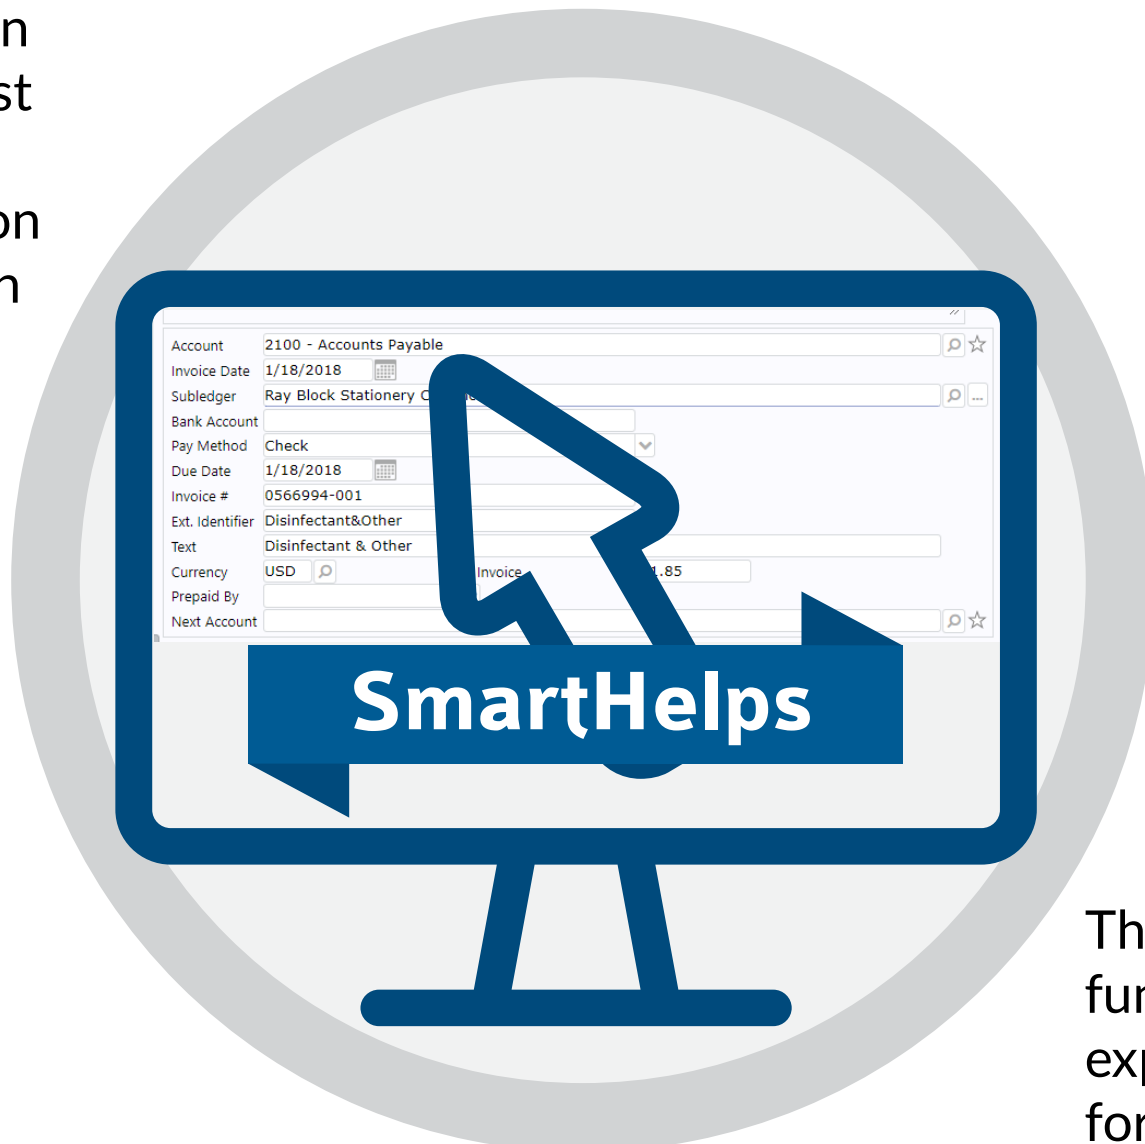 Account 2100 - Accounts Payable
Invoice Date 1/18/2018
Subledger Ray Block Stationery
Bank Account
Pay Method Check
Due Date 1/18/2018
Invoice # 0566994-001
Ext. Identifier Disinfectant&Other
Text Disinfectant & Other
Currency USD Invoice .85
Prepaid By
Next Account
SmartHelps